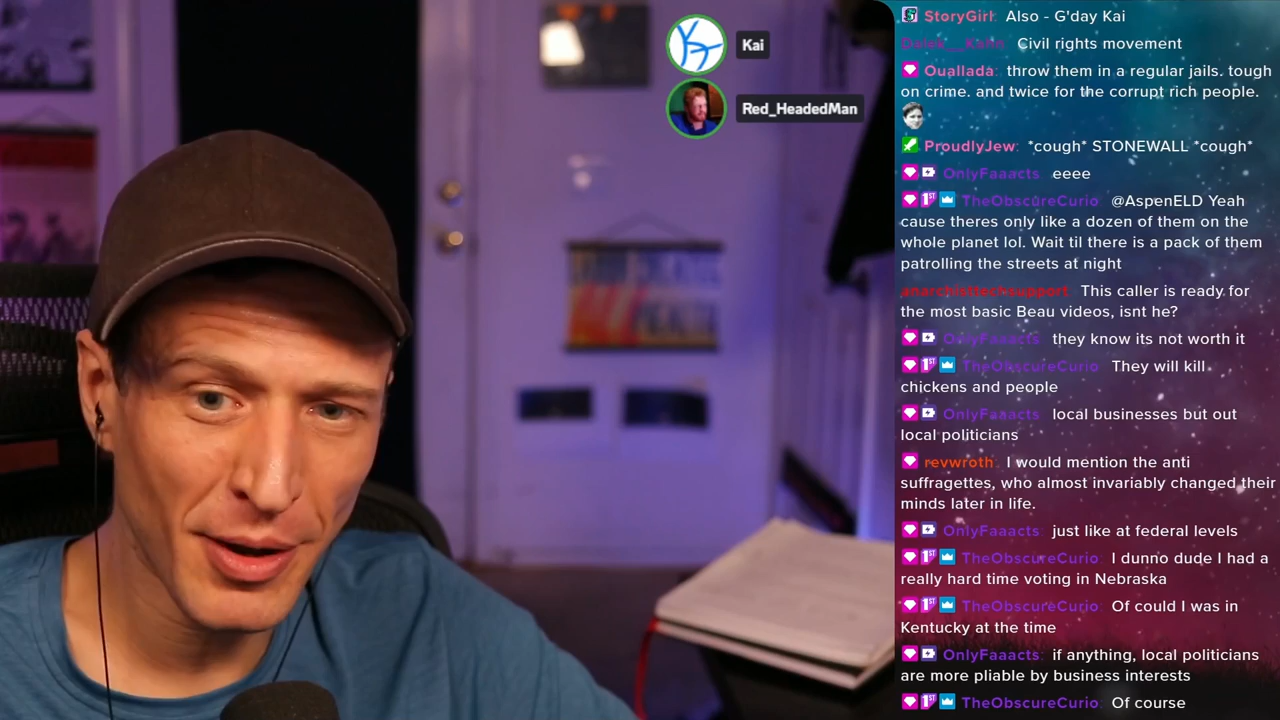 Kai
Red_HeadedMan
StoryGirl: Also - G'day Kai
Civil rights movement
Ouallada: throw them in a regular jails. tough
on crime. and twice for the corrupt rich people.
ProudlyJew: *cough* STONEWALL *cough*
OnlyFaaacts: eeee
TheObscureCurio: @AspenELD Yeah
cause theres only like a dozen of them on the
whole planet lol. Wait til there is a pack of them
patrolling the streets at night
anarchisttechsupport: This caller is ready for
the most basic Beau videos, isnt he?
OnlyFaaacts: they know its not worth it
TheObscureCurio: They will kill
chickens and people
OnlyFaaacts: local businesses but out
local politicians
revwroth: I would mention the anti
suffragettes, who almost invariably changed their
minds later in life.
OnlyFaaacts: just like at federal levels
TheObscureCurio: I dunno dude I had a
really hard time voting in Nebraska
TheObscureCurio: Of could I was in
Kentucky at the time
OnlyFaaacts: if anything, local politicians
are more pliable by business interests
TheObscureCurio: Of course